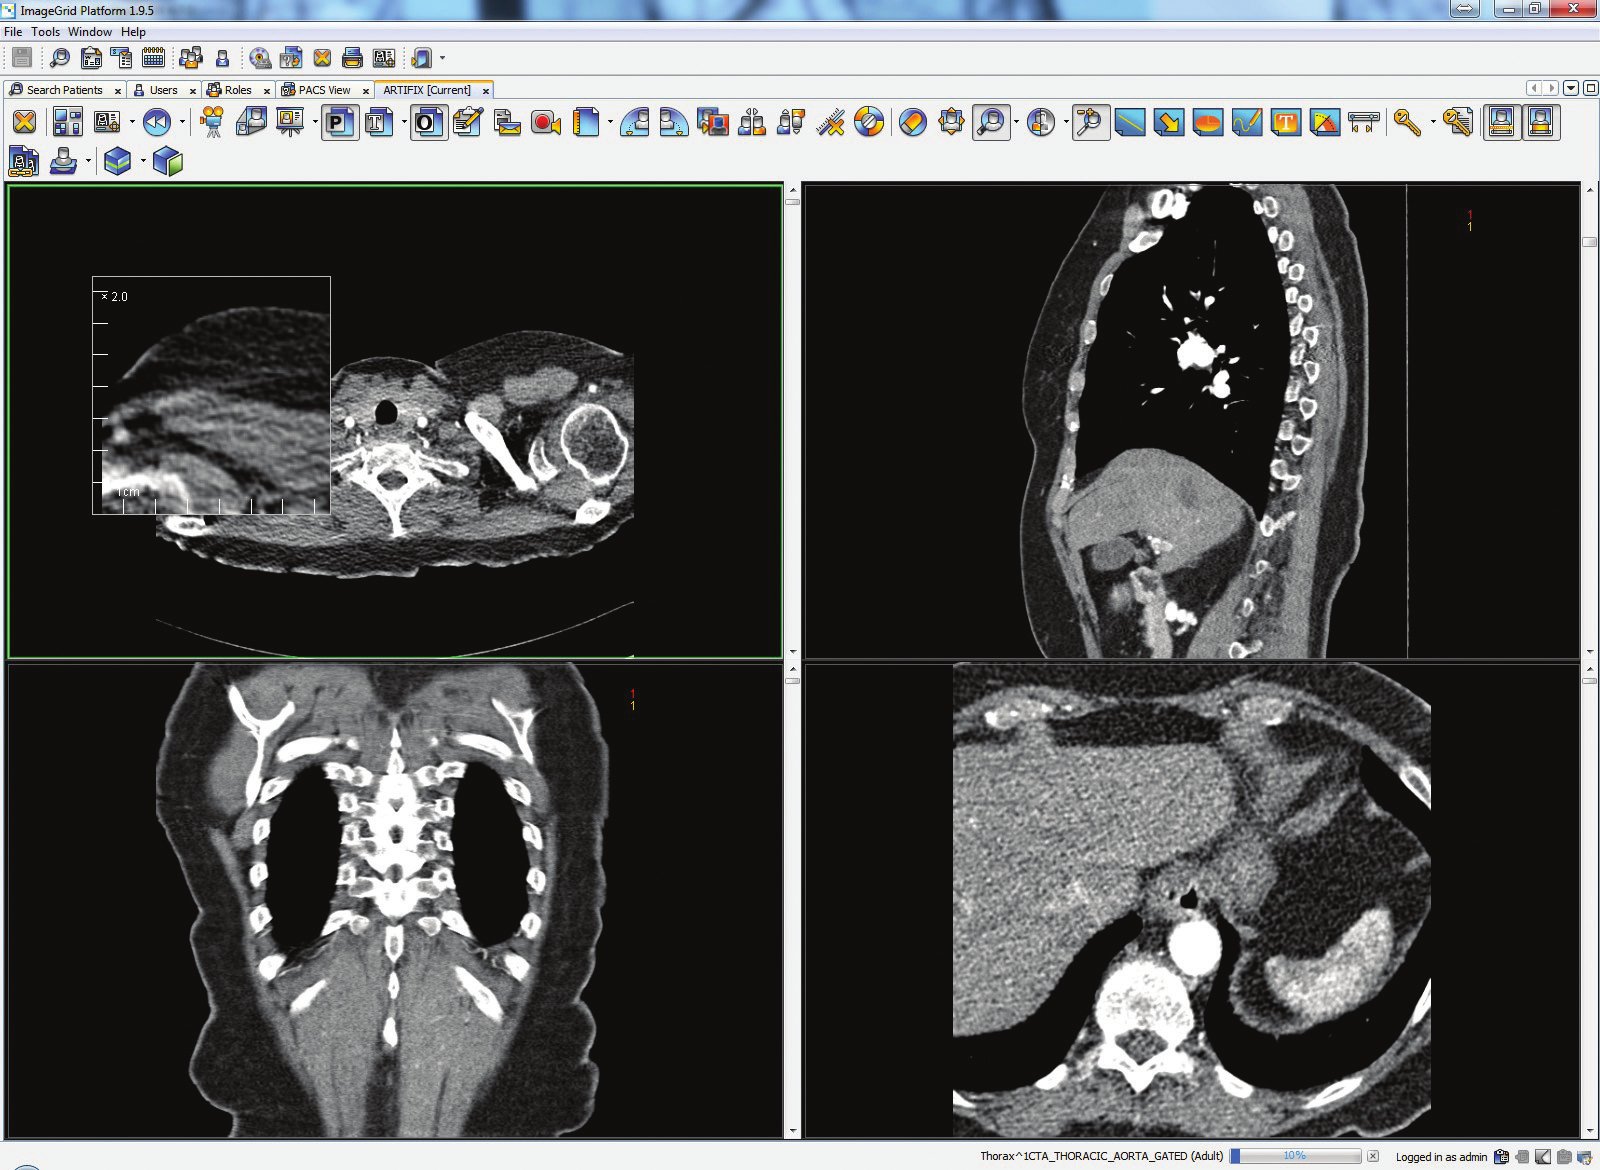 ImageGrid Platform 1.9.5
File Tools Window Help
Search Patients Users Roles PACS View ARTIFIX [Current]
P T O T
× 2.0
1cm
1
1
1
1
Thorax^1CTA_THORACIC_AORTA_GATED (Adult) 10% Logged in as admin